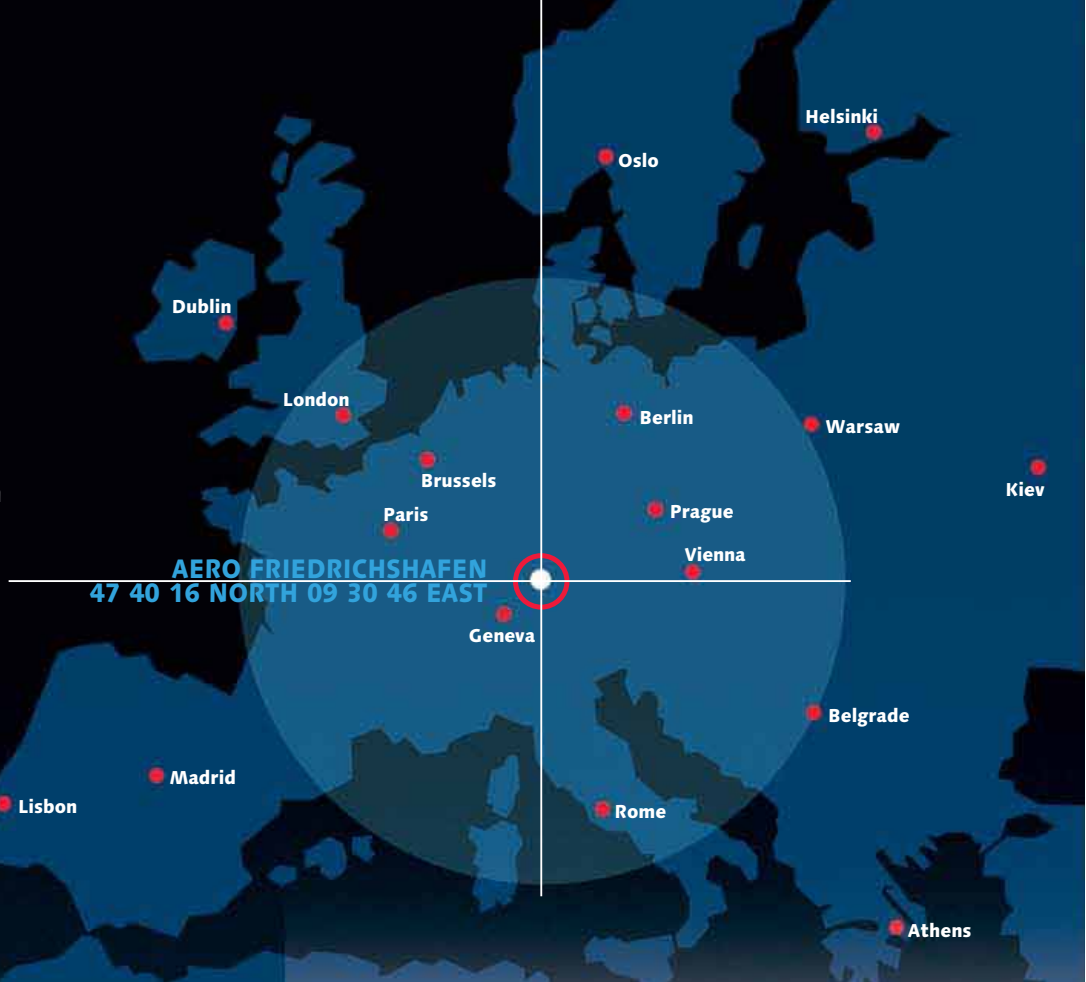 Helsinki
Oslo
Dublin
London
Berlin
Warsaw
Brussels
Kiev
Paris
Prague
Vienna
AERO FRIEDRICHSHAFEN
47 40 16 NORTH 09 30 46 EAST
Geneva
Belgrade
Madrid
Lisbon
Rome
Athens